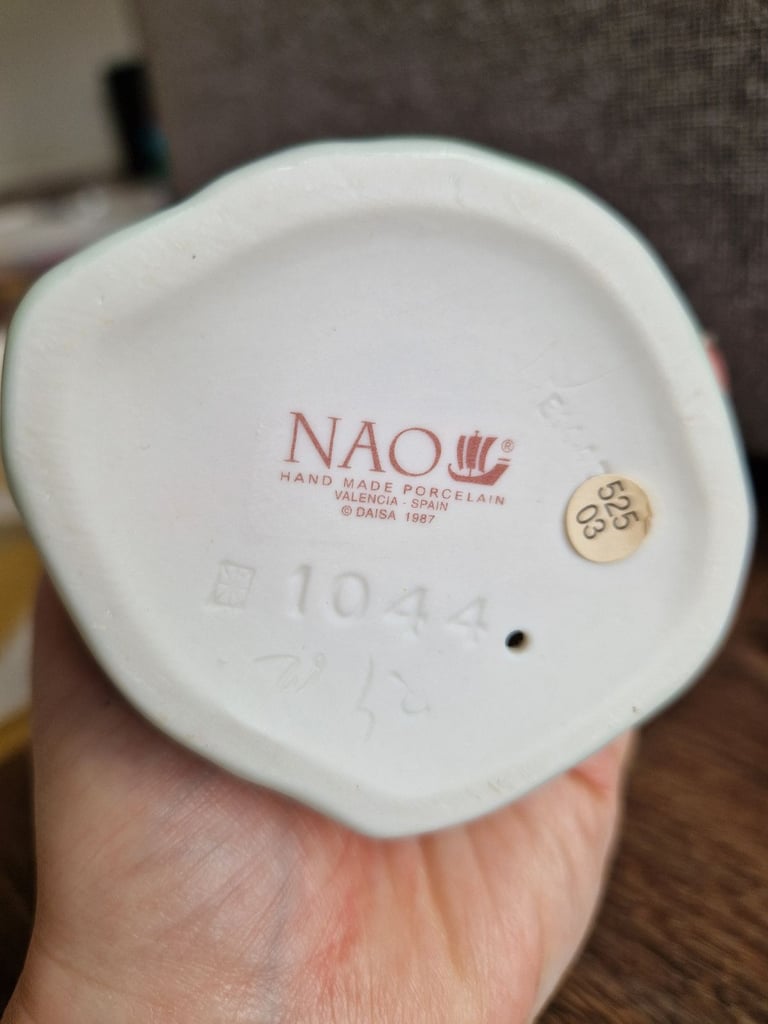 NAO ®
HAND MADE PORCELAIN
VALENCIA - SPAIN
© DAISA 1987
525
03
1044